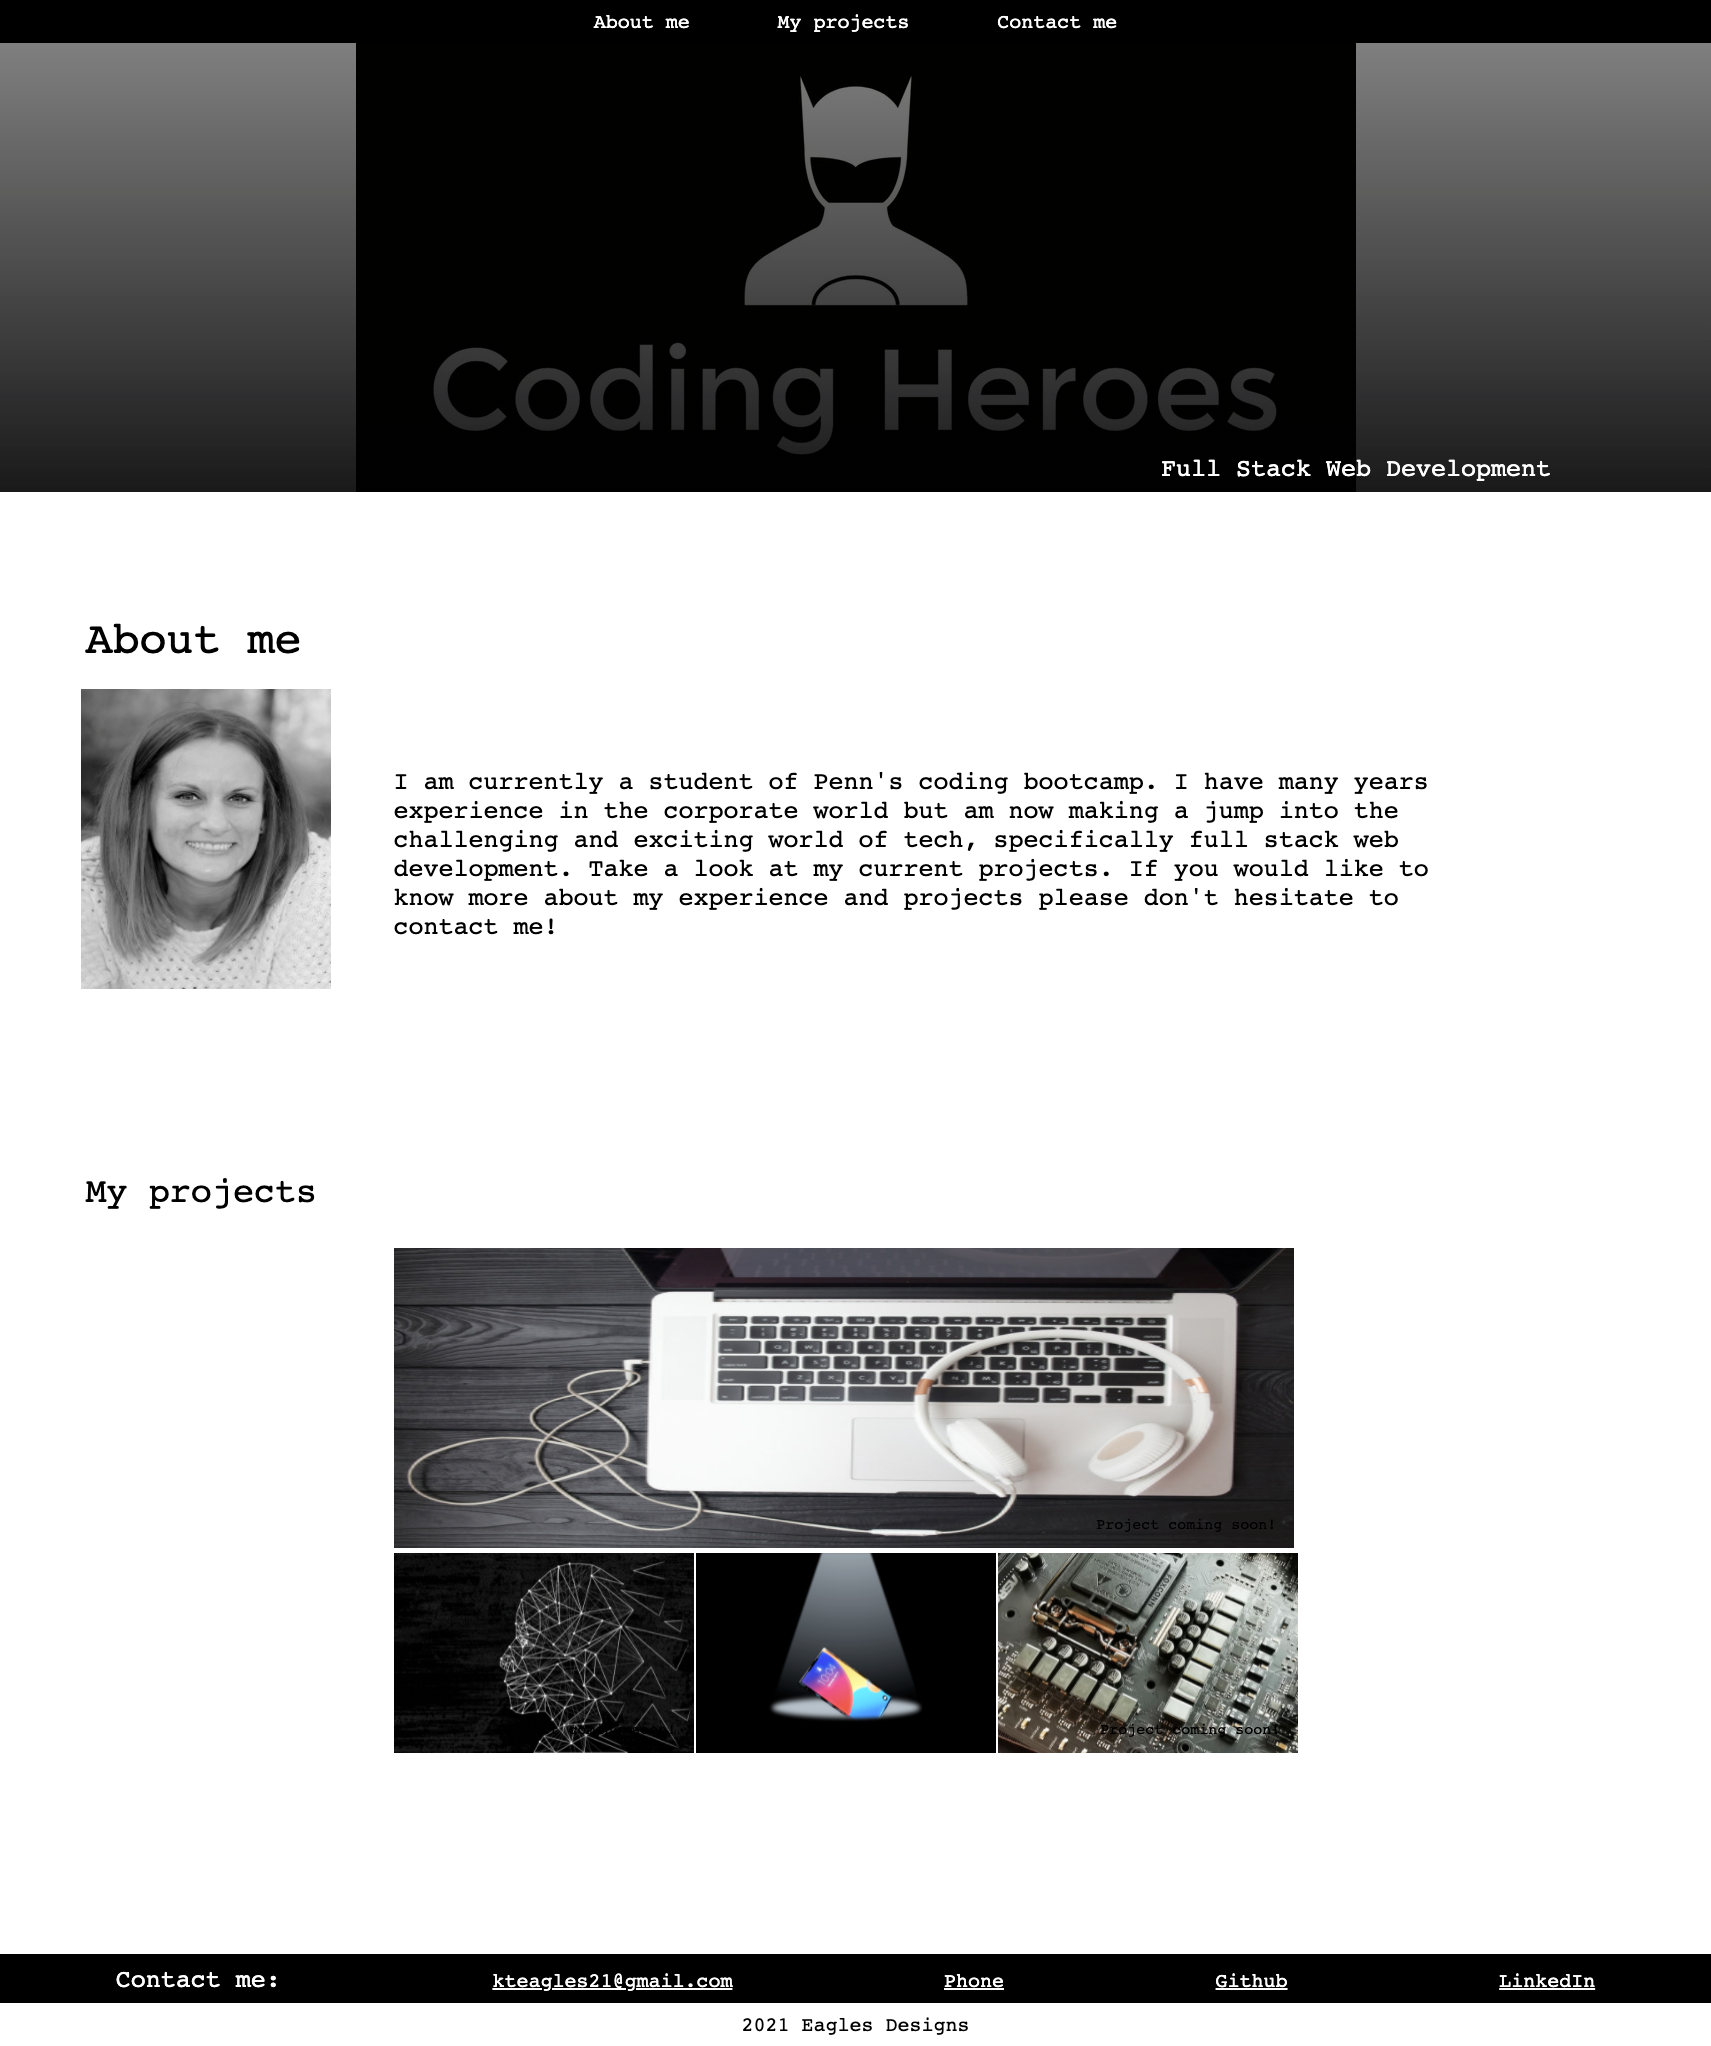 About me
My projects
Contact me
Coding Heroes
Full Stack Web Development
About me
I am currently a student of Penn's coding bootcamp. I have many years
experience in the corporate world but am now making a jump into the
challenging and exciting world of tech, specifically full stack web
development. Take a look at my current projects. If you would like to
know more about my experience and projects please don't hesitate to
contact me!
My projects
Project coming soon!
10:04
FOXCONN
Project coming soon!
Contact me:
kteagles21@gmail.com
Phone
Github
LinkedIn
2021 Eagles Designs